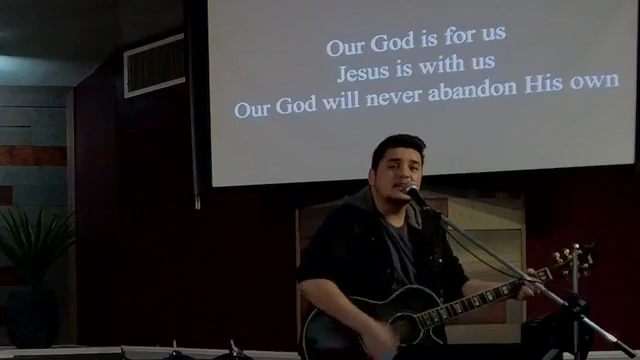 Our God is for us
Jesus is with us
Our God will never abandon His own